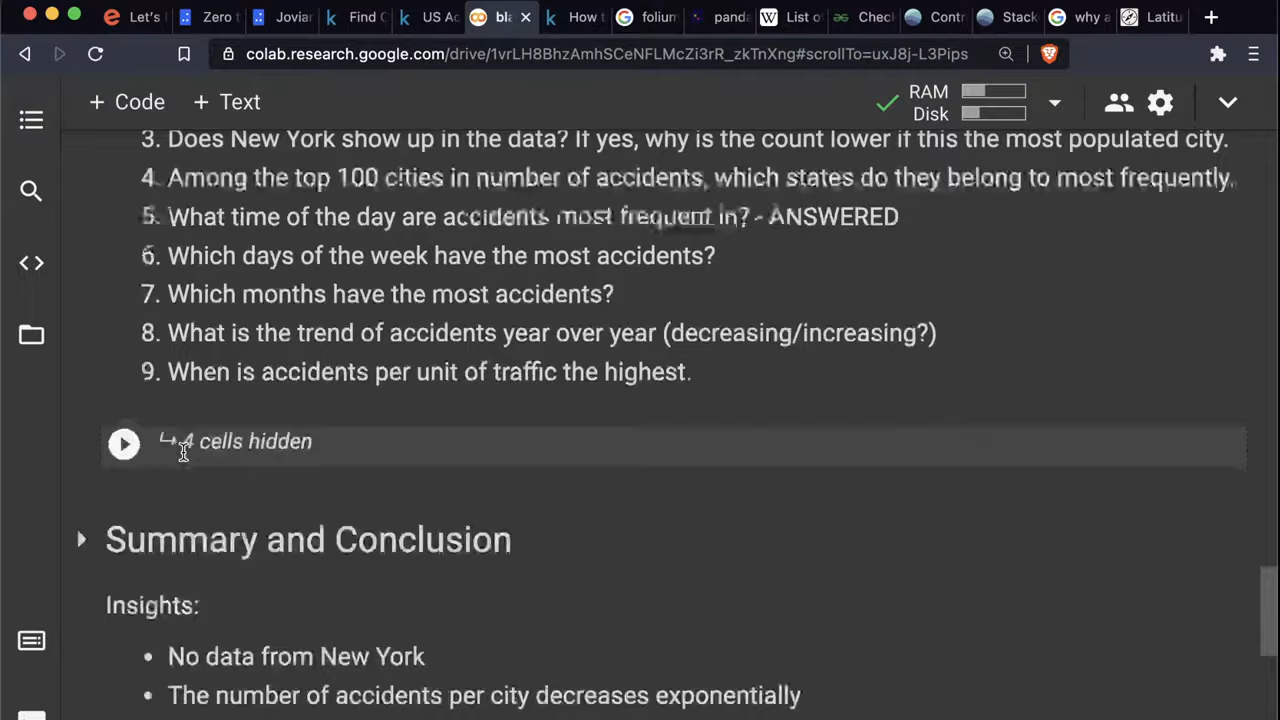 Let's
Zero t
Jovian
Find C
US Ac
bla
How t
folium
panda
List o
Check
Contr
Stack
why a
Latitu
colab.research.google.com/drive/1vrLH8BhzAmhSCeNFLMcZi3rR_zkTnXng#scrollTo=uxJ8j-L3Pips
+ Code + Text
RAM
Disk
3. Does New York show up in the data? If yes, why is the count lower if this the most populated city.
4. Among the top 100 cities in number of accidents, which states do they belong to most frequently.
5. What time of the day are accidents most frequent in? - ANSWERED
6. Which days of the week have the most accidents?
7. Which months have the most accidents?
8. What is the trend of accidents year over year (decreasing/increasing?)
9. When is accidents per unit of traffic the highest.
4 cells hidden
Summary and Conclusion
Insights:
• No data from New York
• The number of accidents per city decreases exponentially